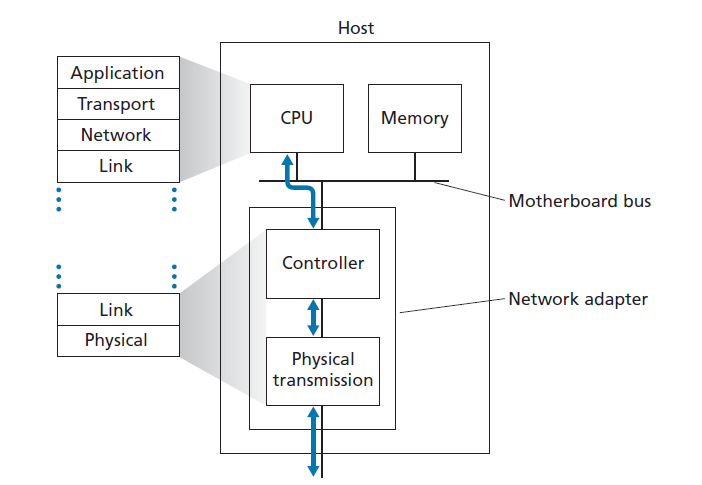 Host
Application
Transport
Network
Link
CPU
Memory
Motherboard bus
Controller
Network adapter
Link
Physical
Physical
transmission